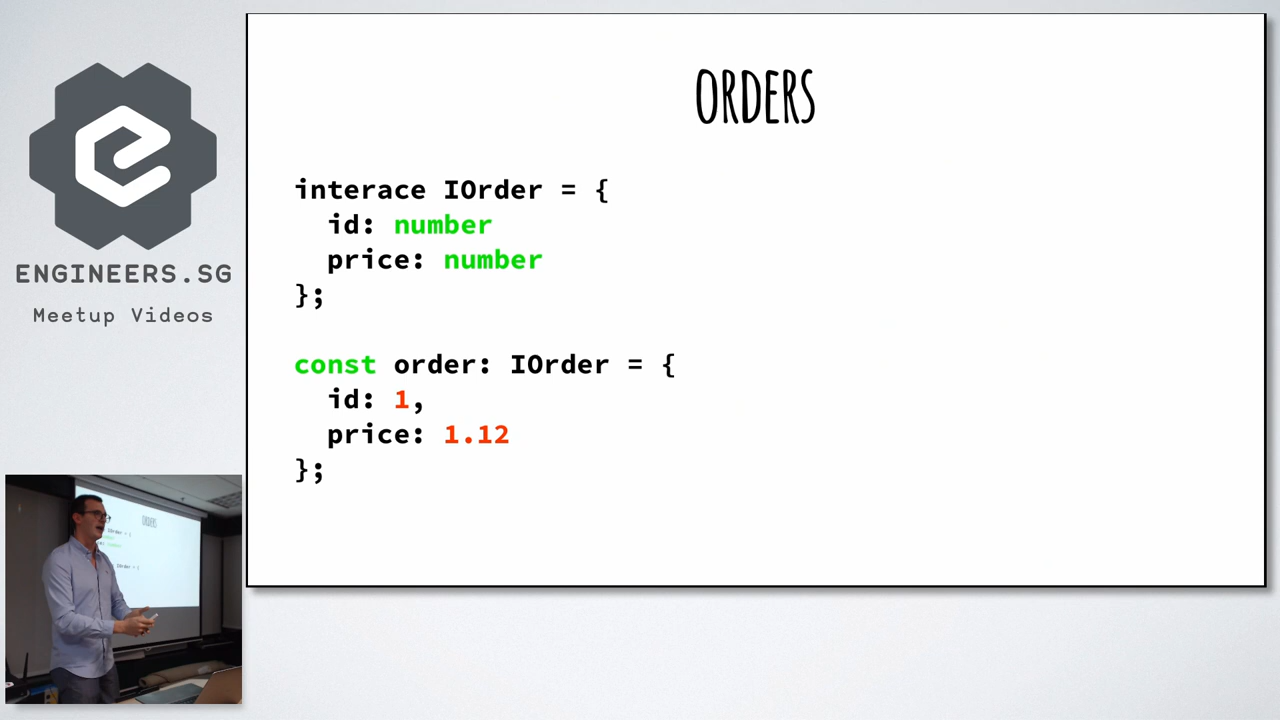 ENGINEERS.SG
Meetup Videos
ORDERS
interace IOrder = {
  id: number
  price: number
};
const order: IOrder = {
  id: 1,
  price: 1.12
};
ORDERS